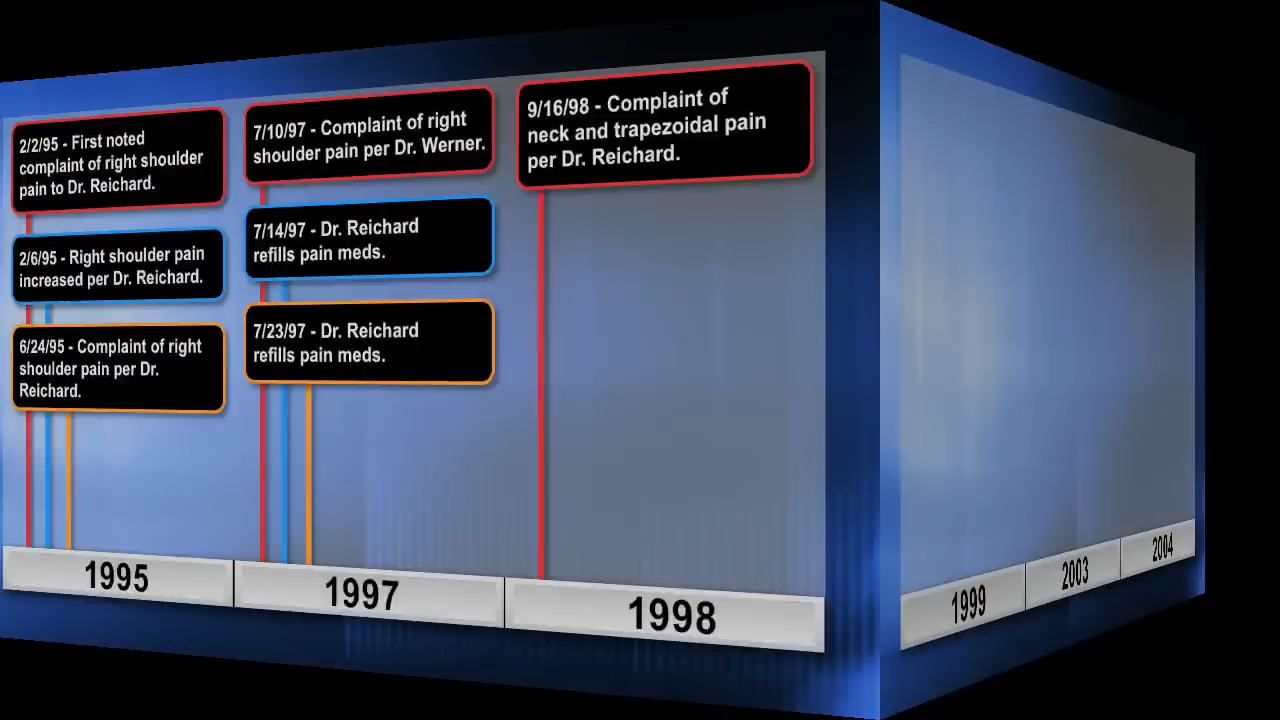 2/2/95 - First noted
complaint of right shoulder
pain to Dr. Reichard.
2/6/95 - Right shoulder pain
increased per Dr. Reichard.
6/24/95 - Complaint of right
shoulder pain per Dr.
Reichard.
7/10/97 - Complaint of right
shoulder pain per Dr. Werner.
7/14/97 - Dr. Reichard
refills pain meds.
7/23/97 - Dr. Reichard
refills pain meds.
9/16/98 - Complaint of
neck and trapezoidal pain
per Dr. Reichard.
1995
1997
1998
1999
2003
2004